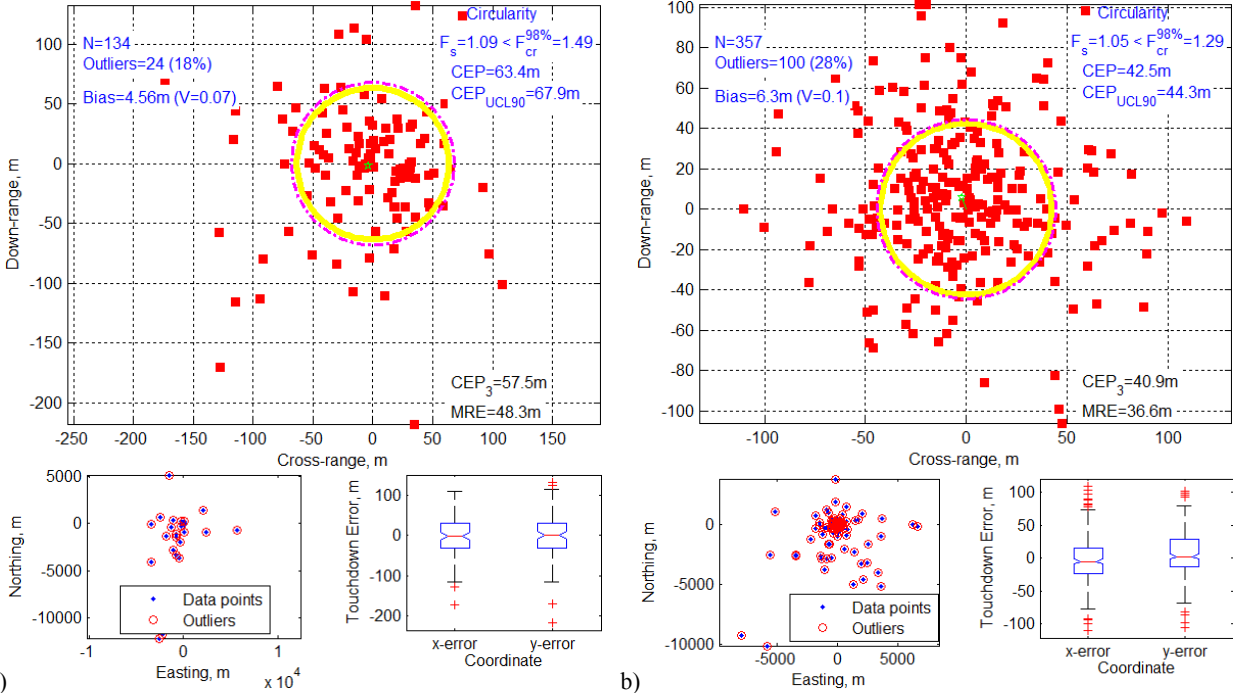 Circularity
N=134
Outliers=24 (18%)
Bias=4.56m (V=0.07)
F_s=1.09 < F_cr^98%=1.49
CEP=63.4m
CEP_UCL90=67.9m
100
50
0
-50
-100
-150
-200
Down-range, m
CEP_3=57.5m
MRE=48.3m
-250 -200 -150 -100 -50 0 50 100 150
Cross-range, m
5000
0
-5000
-10000
Northing, m
Data points
Outliers
-1 0 1
Easting, m
x 10^4
150
100
0
-100
-200
Touchdown Error, m
x-error y-error
Coordinate
)
Circularity
N=357
Outliers=100 (28%)
Bias=6.3m (V=0.1)
F_s=1.05 < F_cr^98%=1.29
CEP=42.5m
CEP_UCL90=44.3m
100
80
60
40
20
0
-20
-40
-60
-80
-100
Down-range, m
CEP_3=40.9m
MRE=36.6m
-100 -50 0 50 100
Cross-range, m
5000
0
-5000
-10000
Northing, m
Data points
Outliers
-5000 0 5000
Easting, m
100
50
0
-50
-100
Touchdown Error, m
x-error y-error
Coordinate
b)